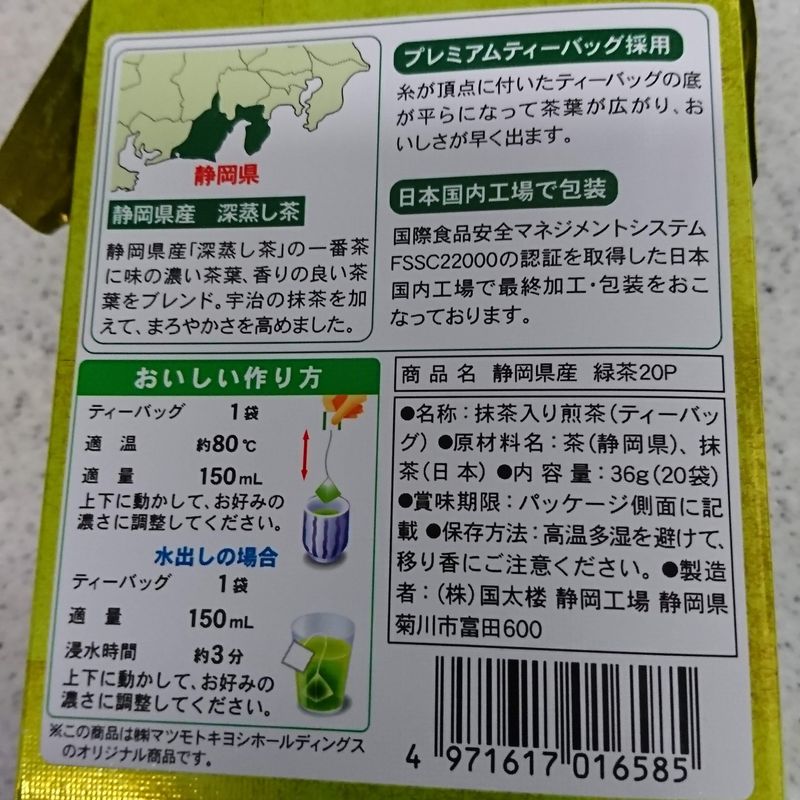 静岡県
静岡県産 深蒸し茶
静岡県産「深蒸し茶」の一番茶
に味の濃い茶葉、香りの良い茶
葉をブレンド。宇治の抹茶を加
えて、まろやかさを高めました。
プレミアムティーバッグ採用
糸が頂点に付いたティーバッグの底
が平らになって茶葉が広がり、お
いしさが早く出ます。
日本国内工場で包装
国際食品安全マネジメントシステム
FSSC22000の認証を取得した日本
国内工場で最終加工・包装をおこ
なっております。
おいしい作り方
ティーバッグ 1袋
適温 約80℃
適量 150mL
上下に動かして、お好みの
濃さに調整してください。
水出しの場合
ティーバッグ 1袋
適量 150mL
浸水時間 約3分
上下に動かして、お好みの
濃さに調整してください。
※この商品は㈱マツモトキヨシホールディングス
のオリジナル商品です。
商品名 静岡県産 緑茶20P
●名称：抹茶入り煎茶（ティーバッ
グ）●原材料名：茶（静岡県）、抹
茶（日本）●内容量：36g（20袋）
●賞味期限：パッケージ側面に記
載●保存方法：高温多湿を避けて、
移り香にご注意ください。●製造
者：（株）国太楼 静岡工場 静岡県
菊川市富田600
4 971617 016585